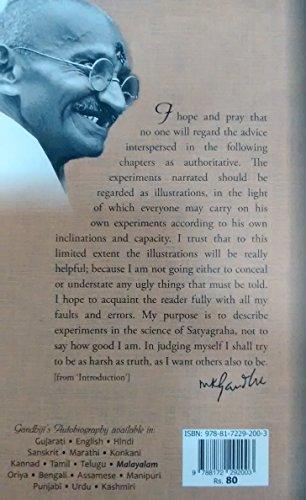 I hope and pray that
no one will regard the advice
interspersed in the following
chapters as authoritative. The
experiments narrated should be
regarded as illustrations, in the light
of which everyone may carry on his
own experiments according to his own
inclinations and capacity. I trust that to
this limited extent the illustrations will be really
helpful; because I am not going either to conceal
or understate any ugly things that must be told.
I hope to acquaint the reader fully with all my
faults and errors. My purpose is to describe
experiments in the science of Satyagraha, not
to say how good I am. In judging myself I shall try
to be as harsh as truth, as I want others also to be.
[from 'Introduction']
MKGandhi
Gandhiji's Autobiography available in:
Gujarati • English • Hindi
Sanskrit • Marathi • Konkani
Kannad • Tamil • Telugu • Malayalam
Oriya • Bengali • Assamese • Manipuri
Punjabi • Urdu • Kashmiri
ISBN: 978-81-7229-200-3
9 788172 292003
Rs. 80